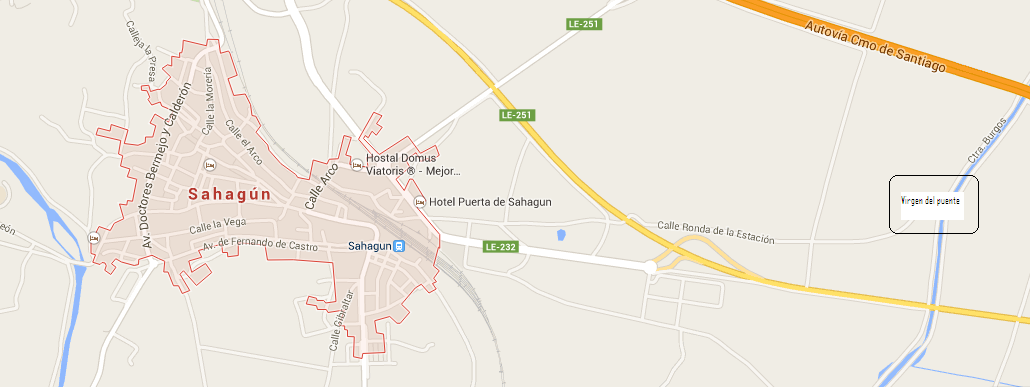 LE-251
Autovía Cmo de Santiago
Calleja la Presa
Calle la Morería
Av. Doctores Bermejo y Calderón
Calle el Arco
LE-251
Ctra. Burgos
Hostal Domus
Viatoris ® - Mejor...
Calle Arco
Sahagún
Virgen del puente
Hotel Puerta de Sahagun
Calle la Vega
Calle Ronda de la Estación
eón
Av. de Fernando de Castro
Sahagun
LE-232
Calle Gibraltar